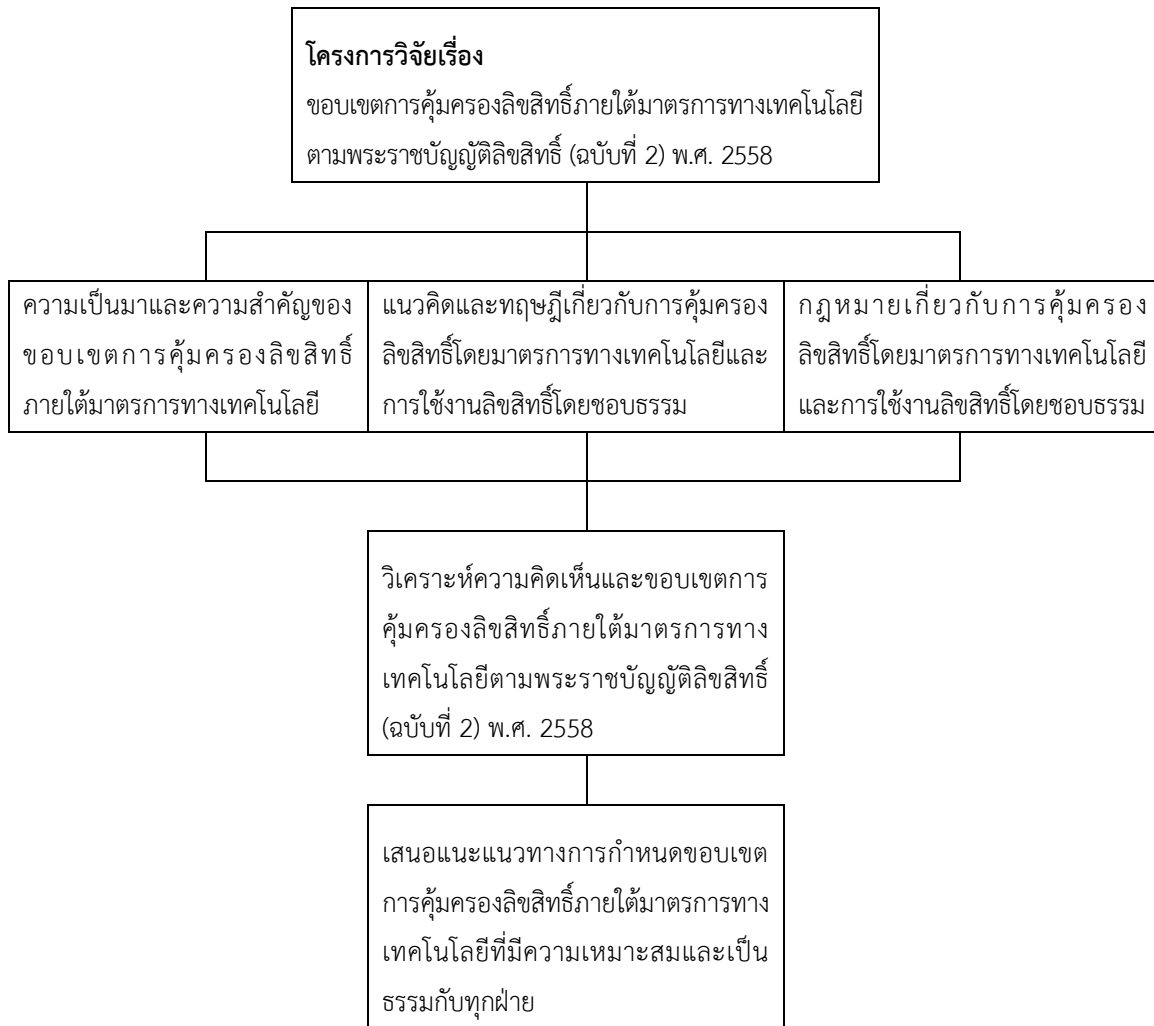 โครงการวิจัยเรื่อง
ขอบเขตการคุ้มครองลิขสิทธิ์ภายใต้มาตรการทางเทคโนโลยี
ตามพระราชบัญญัติลิขสิทธิ์ (ฉบับที่ 2) พ.ศ. 2558
ความเป็นมาและความสำคัญของ
ขอบเขตการคุ้มครองลิขสิทธิ์
ภายใต้มาตรการทางเทคโนโลยี
แนวคิดและทฤษฎีเกี่ยวกับการคุ้มครอง
ลิขสิทธิ์โดยมาตรการทางเทคโนโลยีและ
การใช้งานลิขสิทธิ์โดยชอบธรรม
กฎหมายเกี่ยวกับการคุ้มครอง
ลิขสิทธิ์โดยมาตรการทางเทคโนโลยี
และการใช้งานลิขสิทธิ์โดยชอบธรรม
วิเคราะห์ความคิดเห็นและขอบเขตการ
คุ้มครองลิขสิทธิ์ภายใต้มาตรการทาง
เทคโนโลยีตามพระราชบัญญัติลิขสิทธิ์
(ฉบับที่ 2) พ.ศ. 2558
เสนอแนะแนวทางการกำหนดขอบเขต
การคุ้มครองลิขสิทธิ์ภายใต้มาตรการทาง
เทคโนโลยีที่มีความเหมาะสมและเป็น
ธรรมกับทุกฝ่าย